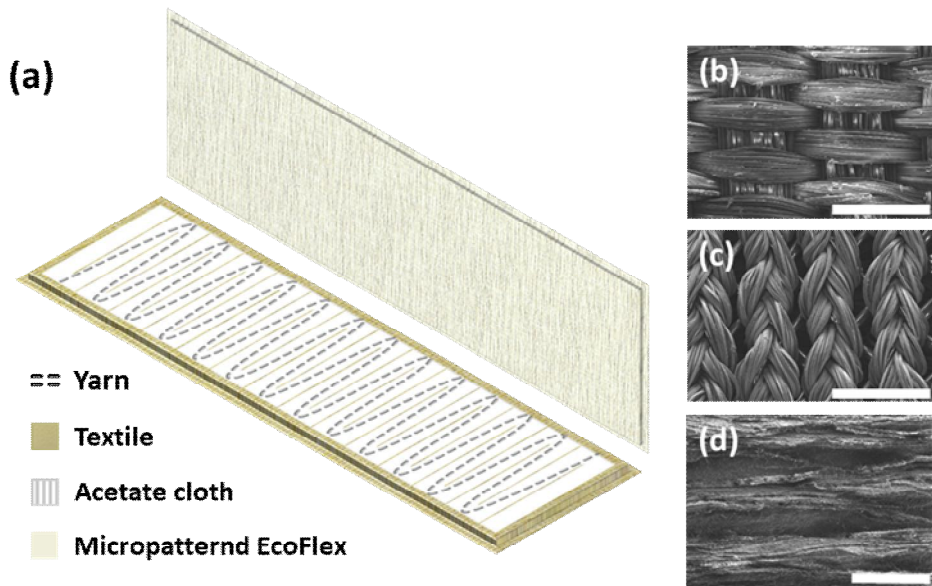 (a)
(b)
(c)
(d)
Yarn
Textile
Acetate cloth
Micropatternd EcoFlex